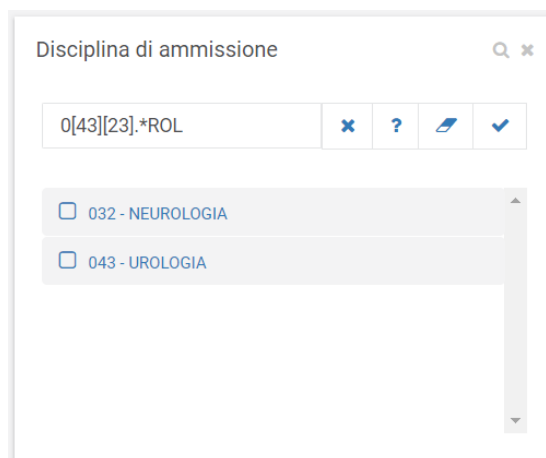 Disciplina di ammissione
0[43][23].*ROL
?
032 - NEUROLOGIA
043 - UROLOGIA